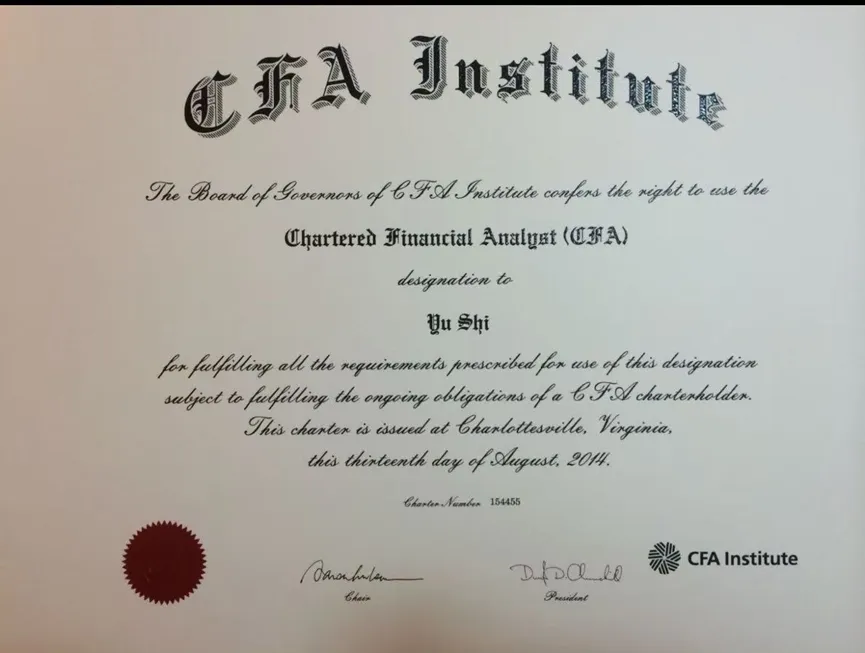 CFA Institute
The Board of Governors of CFA Institute confers the right to use the
Chartered Financial Analyst (CFA)
designation to
Yu Shi
for fulfilling all the requirements prescribed for use of this designation
subject to fulfilling the ongoing obligations of a CFA charterholder.
This charter is issued at Charlottesville, Virginia,
this thirteenth day of August, 2014.
Charter Number 154455
CFA Institute
Chair
President